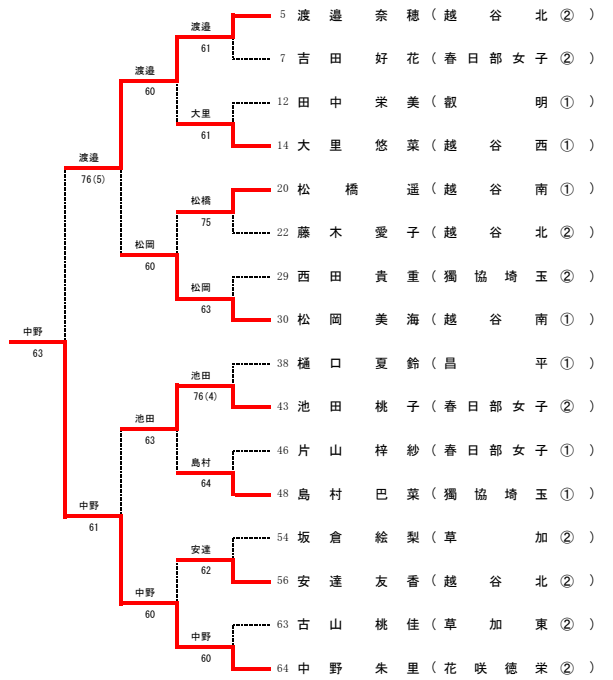 5 渡邉奈穂(越谷北②)
渡邉
61
7 吉田好花(春日部女子②)
渡邉
60
12 田中栄美(叡明①)
大里
61
14 大里悠菜(越谷西①)
渡邉
76(5)
20 松橋遥(越谷南①)
松橋
75
22 藤木愛子(越谷北②)
松岡
60
29 西田貴重(獨協埼玉②)
松岡
63
30 松岡美海(越谷南①)
中野
63
38 樋口夏鈴(昌平①)
池田
76(4)
43 池田桃子(春日部女子②)
池田
63
46 片山梓紗(春日部女子①)
島村
64
48 島村巴菜(獨協埼玉①)
中野
61
54 坂倉絵梨(草加②)
安達
62
56 安達友香(越谷北②)
中野
60
63 古山桃佳(草加東②)
中野
60
64 中野朱里(花咲徳栄②)